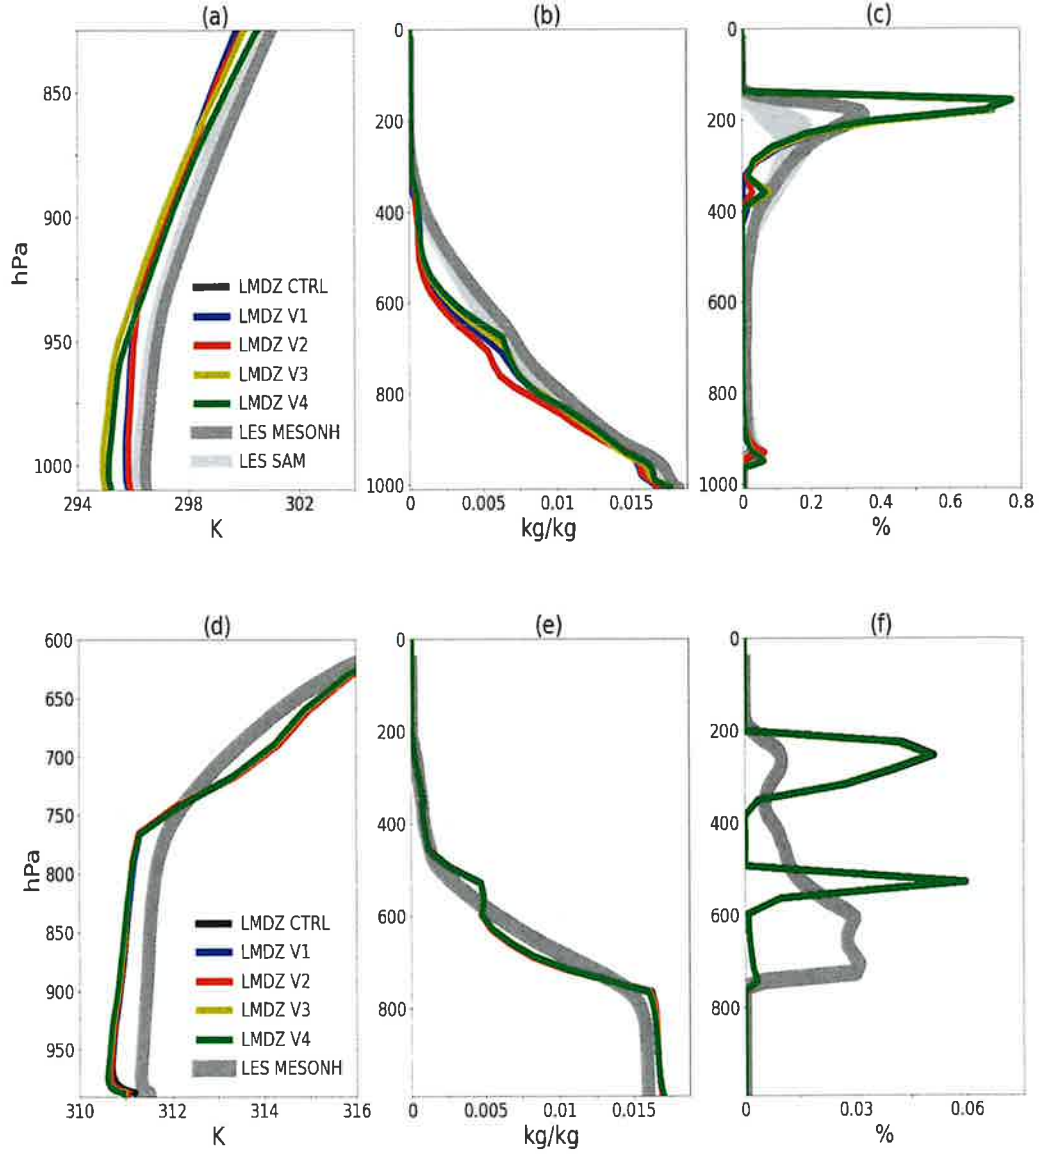 (a) (b) (c)
hPa
850
900
950
1000
294 298 302
K
LMDZ CTRL
LMDZ V1
LMDZ V2
LMDZ V3
LMDZ V4
LES MESONH
LES SAM
0
200
400
600
800
1000
0 0.005 0.01 0.015
kg/kg
0
200
400
600
800
1000
0 0.2 0.4 0.6 0.8
%
(d) (e) (f)
hPa
600
650
700
750
800
850
900
950
310 312 314 316
K
LMDZ CTRL
LMDZ V1
LMDZ V2
LMDZ V3
LMDZ V4
LES MESONH
0
200
400
600
800
0 0.005 0.01 0.015
kg/kg
0
200
400
600
800
0 0.03 0.06
%